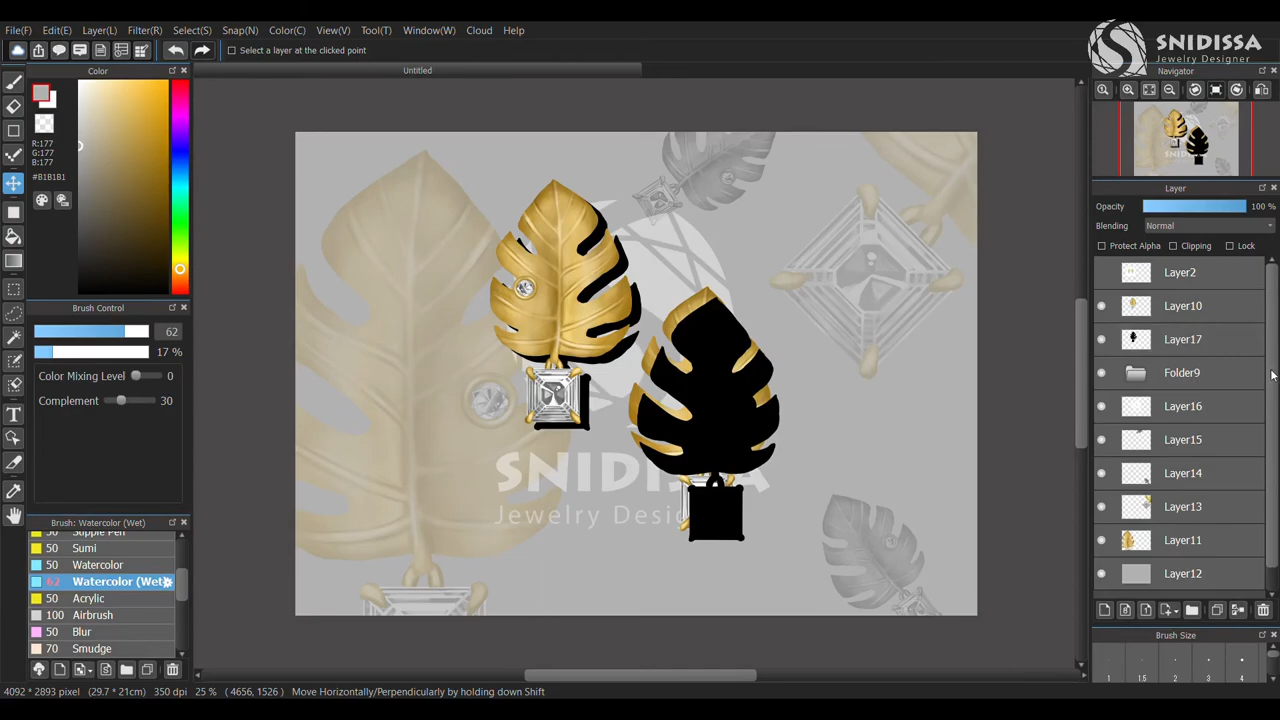 File(F) Edit(E) Layer(L) Filter(R) Select(S) Snap(N) Color(C) View(V) Tool(T) Window(W) Cloud Help
Select a layer at the clicked point
SNIDISSA
Jewelry Designer
Color
Untitled
Navigator
R:177
G:177
B:177
#B1B1B1
Layer
Opacity 100 %
Blending Normal
Protect Alpha Clipping Lock
Layer2
Layer10
Layer17
Folder9
Layer16
Layer15
Layer14
Layer13
Layer11
Layer12
Brush Control
62
17 %
Color Mixing Level 0
Complement 30
SNIDISSA
Jewelry Desi
Brush: Watercolor (Wet)
50 Supple Pen
50 Sumi
50 Watercolor
62 Watercolor (Wet)
50 Acrylic
100 Airbrush
50 Blur
70 Smudge
Brush Size
1 1.5 2 3 4
4092 * 2893 pixel (29.7 * 21cm) 350 dpi 25 % ( 4656, 1526 ) Move Horizontally/Perpendicularly by holding down Shift